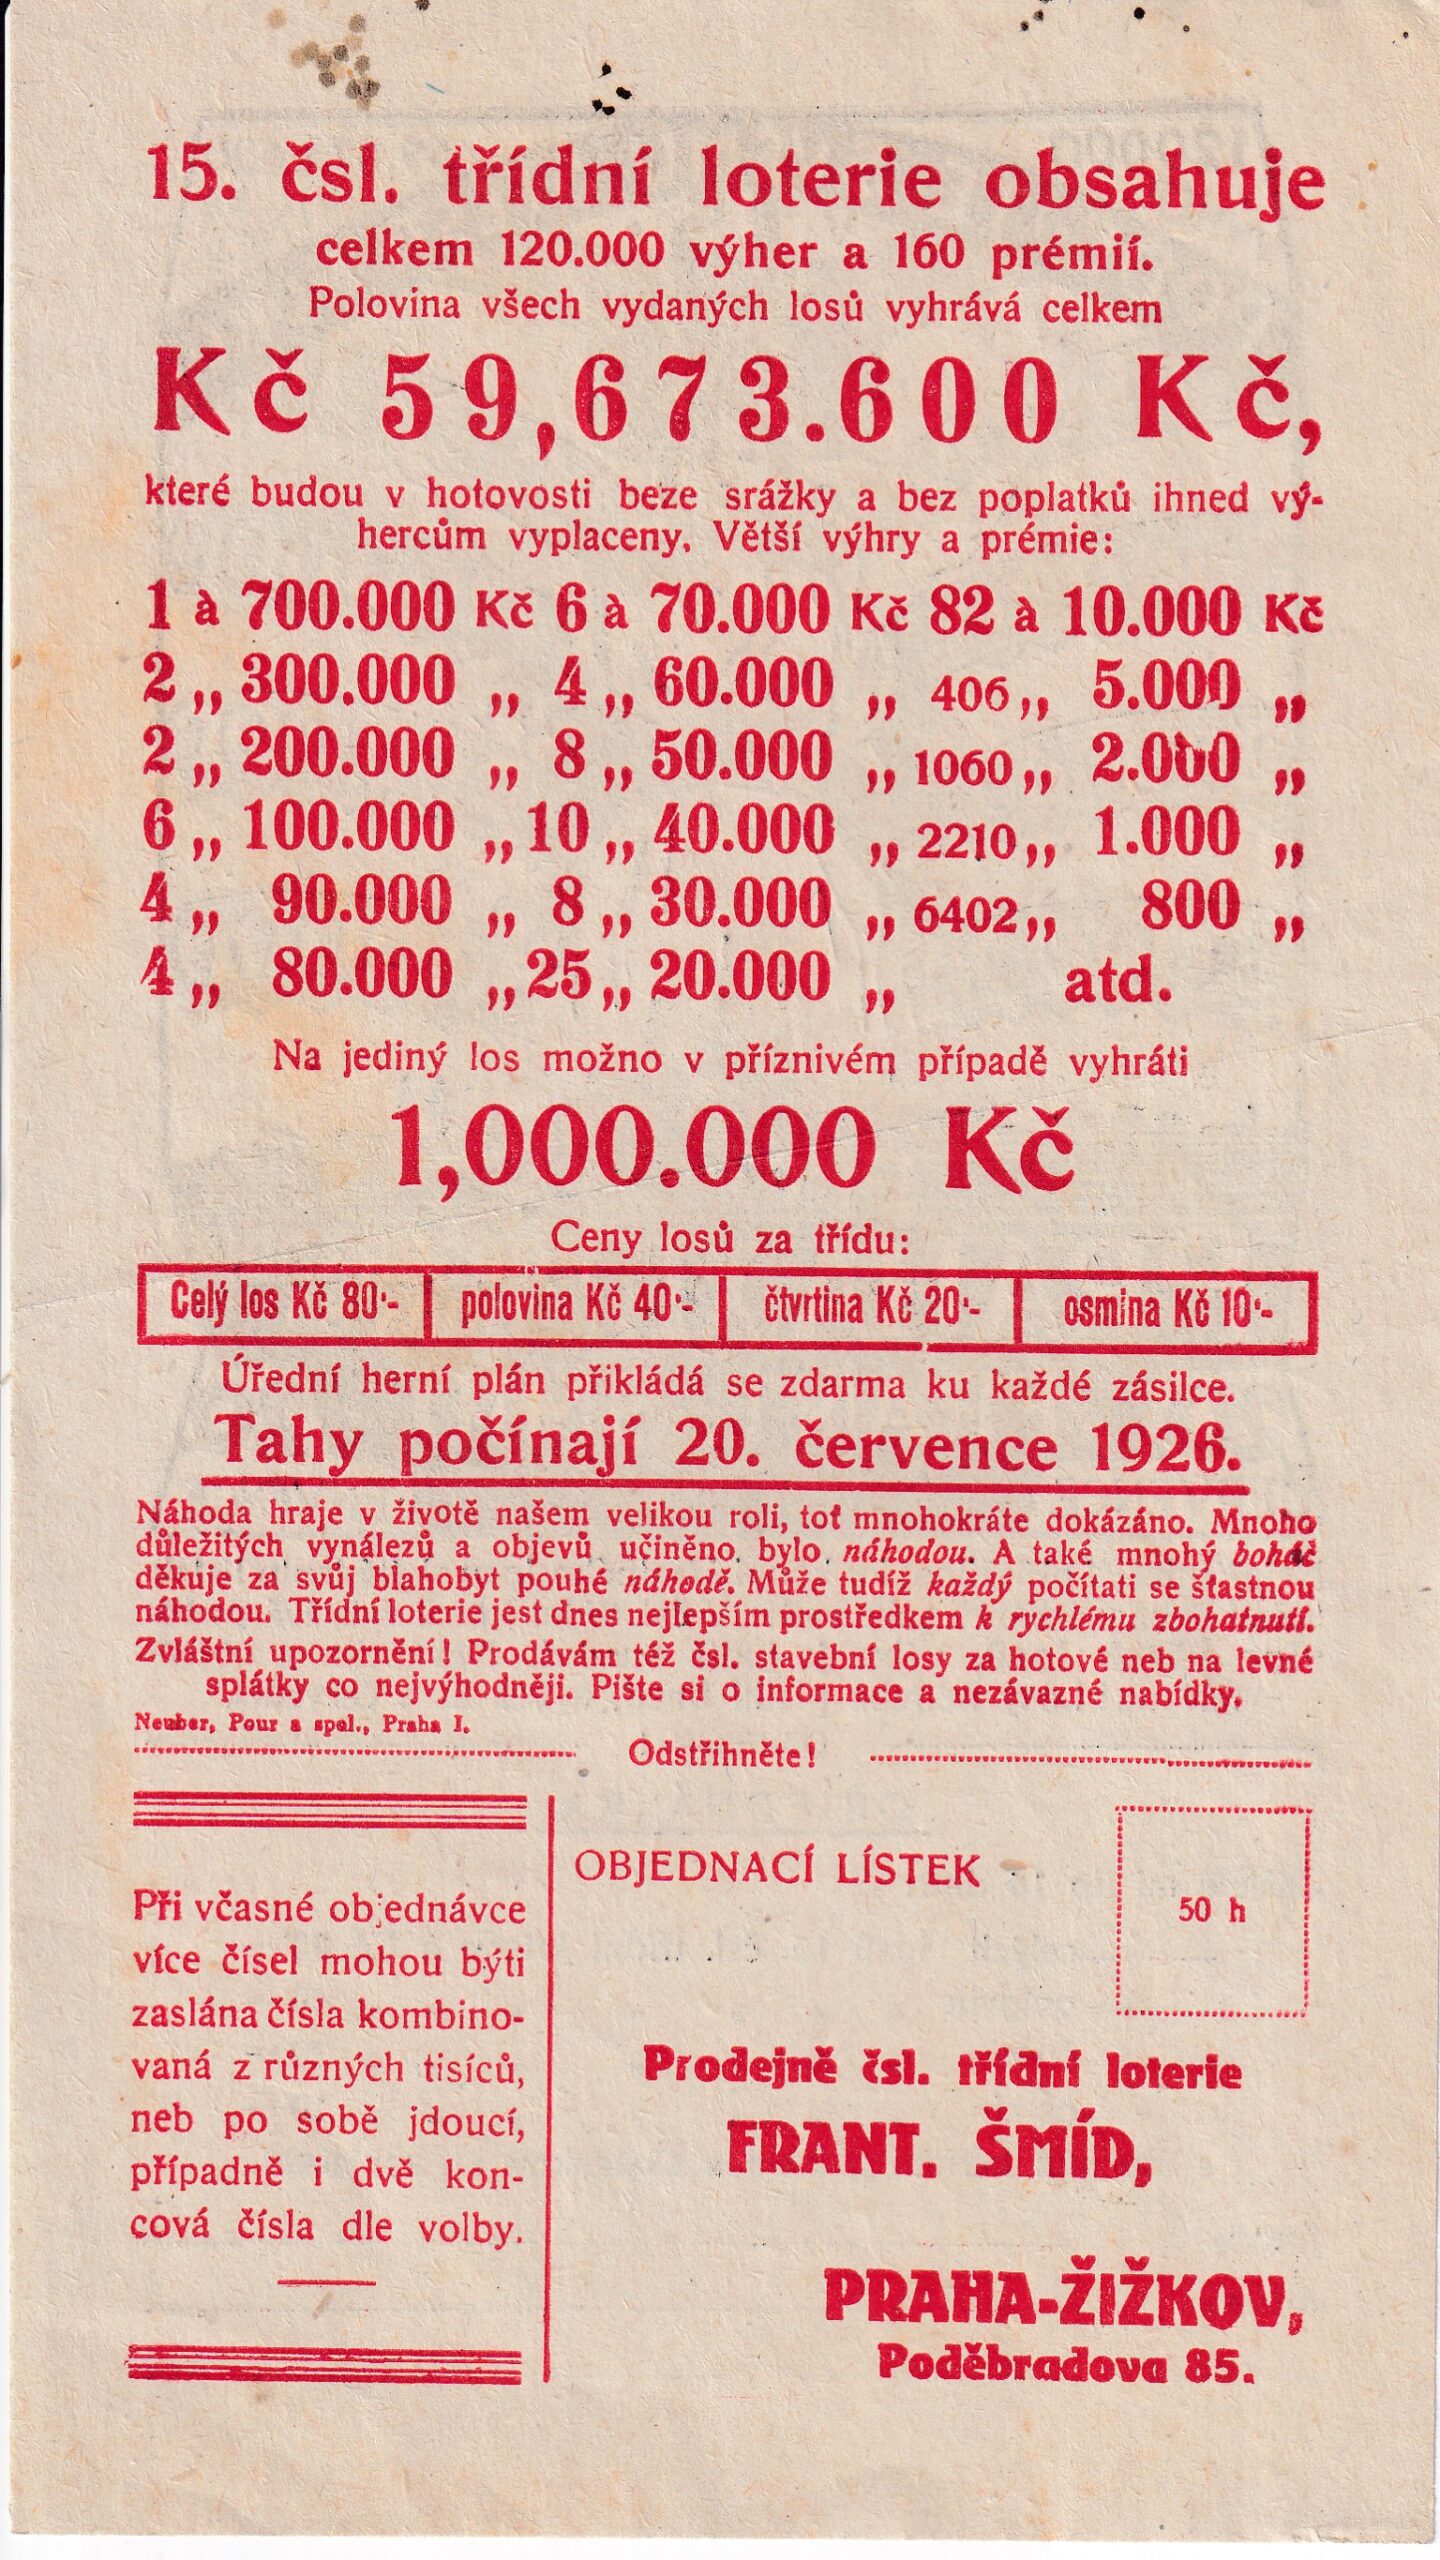 15. čsl. třídní loterie obsahuje
celkem 120.000 výher a 160 prémií.
Polovina všech vydaných losů vyhrává celkem
Kč 59,673.600 Kč,
které budou v hotovosti beze srážky a bez poplatků ihned vý-
hercům vyplaceny. Větší výhry a prémie:
1 à 700.000 Kč 6 à 70.000 Kč 82 à 10.000 Kč
2 „ 300.000 „ 4 „ 60.000 „ 406 „ 5.000 „
2 „ 200.000 „ 8 „ 50.000 „ 1060 „ 2.000 „
6 „ 100.000 „ 10 „ 40.000 „ 2210 „ 1.000 „
4 „ 90.000 „ 8 „ 30.000 „ 6402 „ 800 „
4 „ 80.000 „ 25 „ 20.000 „ atd.
Na jediný los možno v příznivém případě vyhráti
1,000.000 Kč
Ceny losů za třídu:
Celý los Kč 80·- | polovina Kč 40·- | čtvrtina Kč 20·- | osmina Kč 10·-
Úřední herní plán přikládá se zdarma ku každé zásilce.
Tahy počínají 20. července 1926.
Náhoda hraje v životě našem velikou roli, toť mnohokráte dokázáno. Mnoho
důležitých vynálezů a objevů učiněno bylo náhodou. A také mnohý boháč
děkuje za svůj blahobyt pouhé náhodě. Může tudíž každý počítati se šťastnou
náhodou. Třídní loterie jest dnes nejlepším prostředkem k rychlému zbohatnutí.
Zvláštní upozornění! Prodávám též čsl. stavební losy za hotové neb na levné
splátky co nejvýhodněji. Pište si o informace a nezávazné nabídky.
Neuber, Pour a spol., Praha I.
Odstřihněte!
Při včasné objednávce
více čísel mohou býti
zaslána čísla kombino-
vaná z různých tisíců,
neb po sobě jdoucí,
případně i dvě kon-
cová čísla dle volby.
OBJEDNACÍ LÍSTEK
50 h
Prodejně čsl. třídní loterie
FRANT. ŠMÍD,
PRAHA-ŽIŽKOV,
Poděbradova 85.